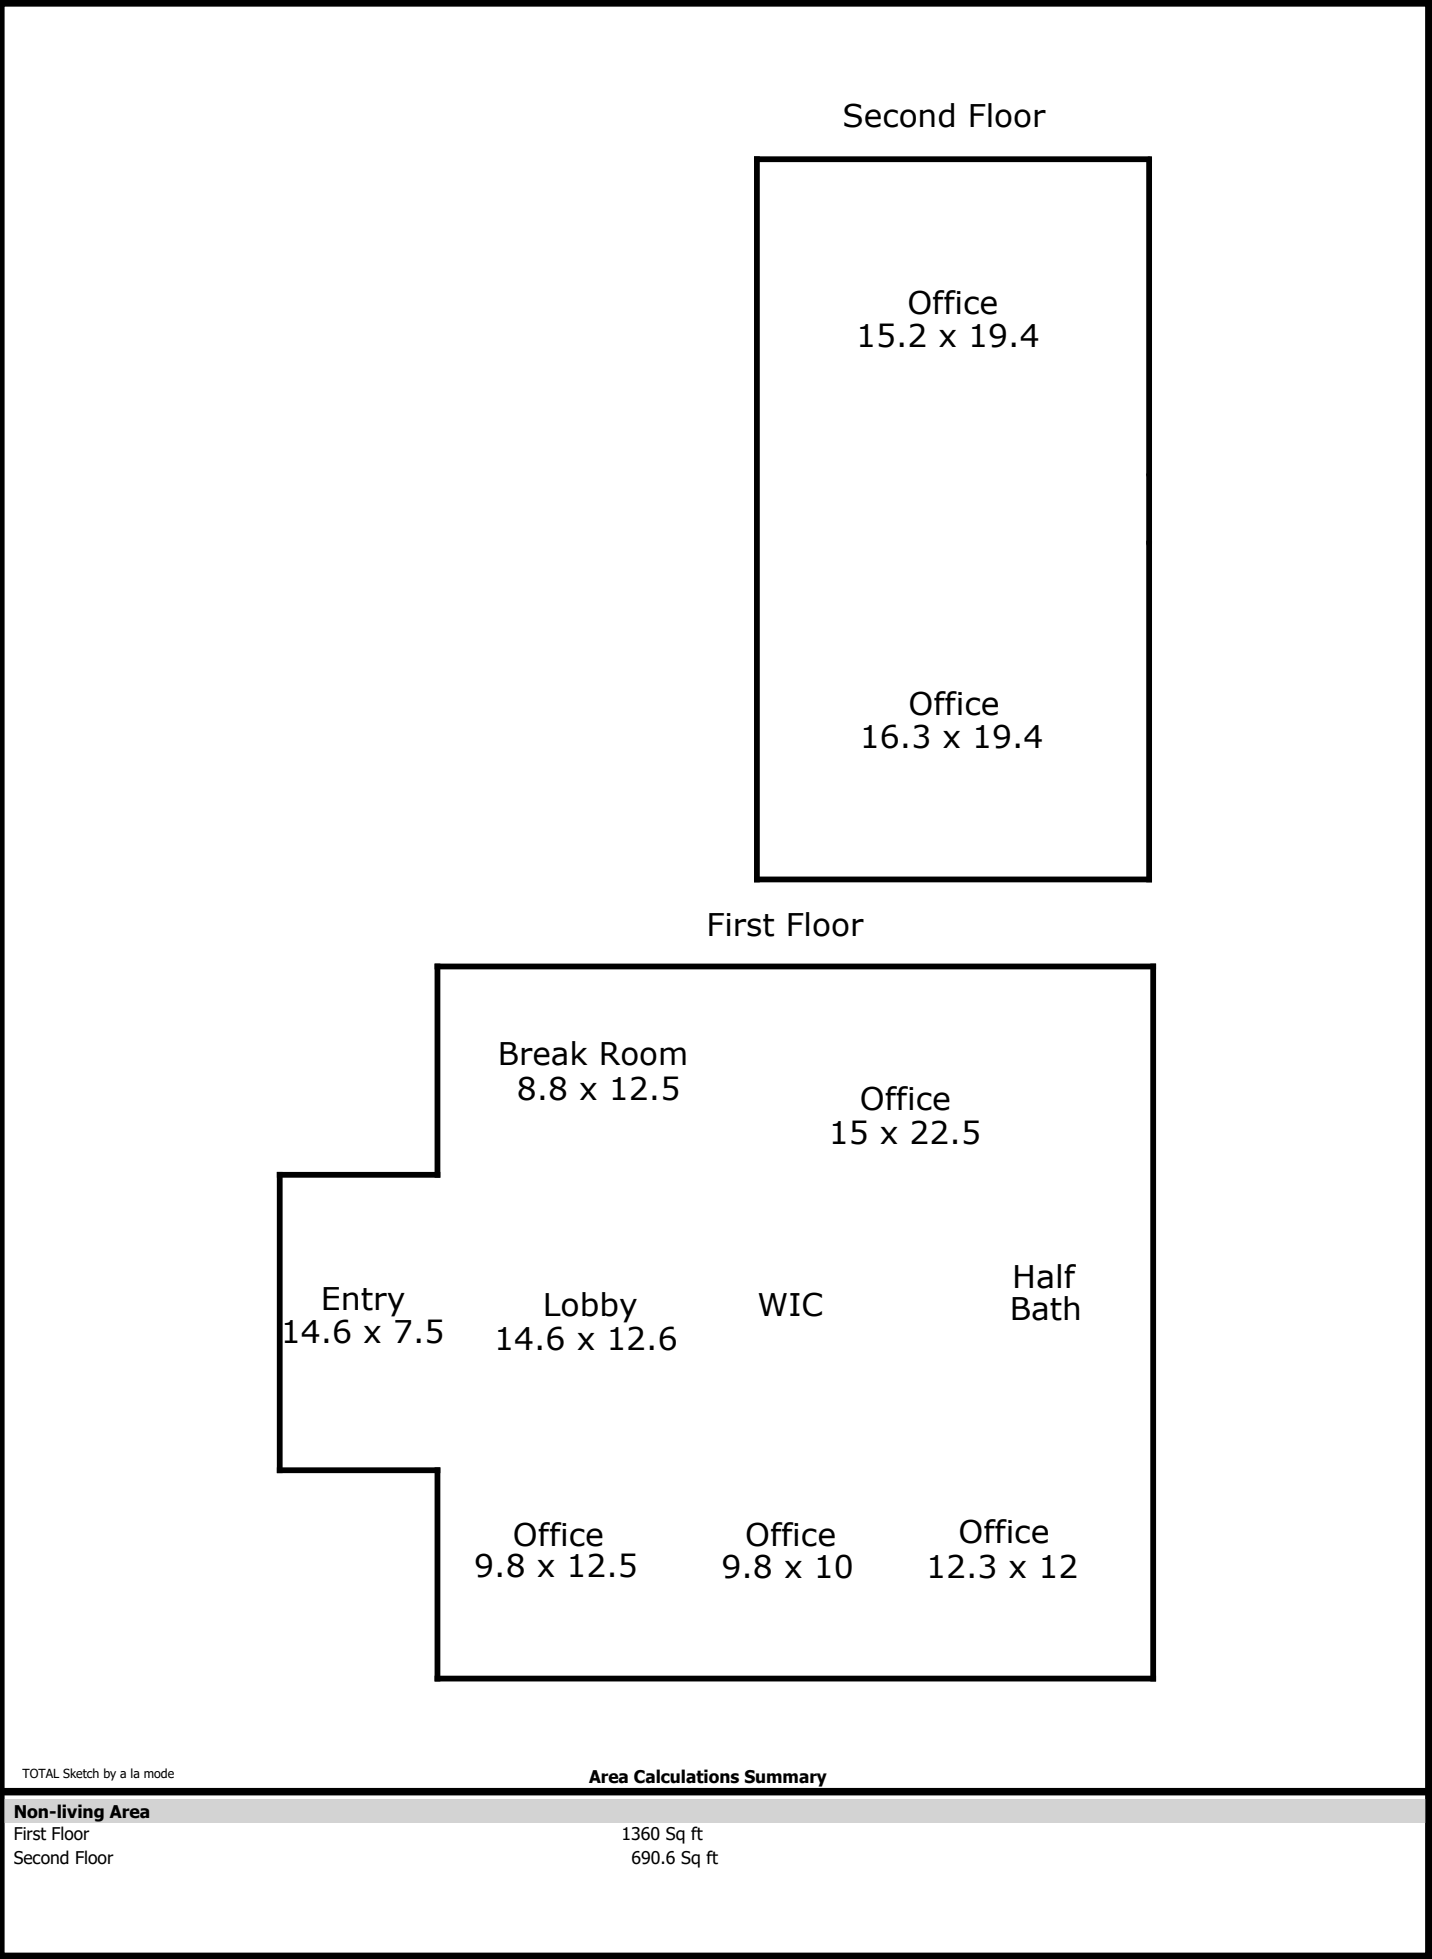 Second Floor
Office
15.2 x 19.4
Office
16.3 x 19.4
First Floor
Break Room
8.8 x 12.5
Office
15 x 22.5
Entry
14.6 x 7.5
Lobby
14.6 x 12.6
WIC
Half
Bath
Office
9.8 x 12.5
Office
9.8 x 10
Office
12.3 x 12
TOTAL Sketch by a la mode
Area Calculations Summary
Non-living Area
First Floor 1360 Sq ft
Second Floor 690.6 Sq ft